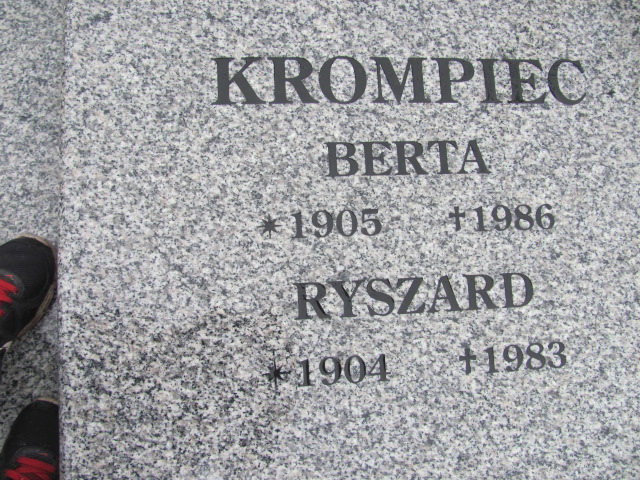 KROMPIEC
BERTA
* 1905 † 1986
RYSZARD
* 1904 † 1983